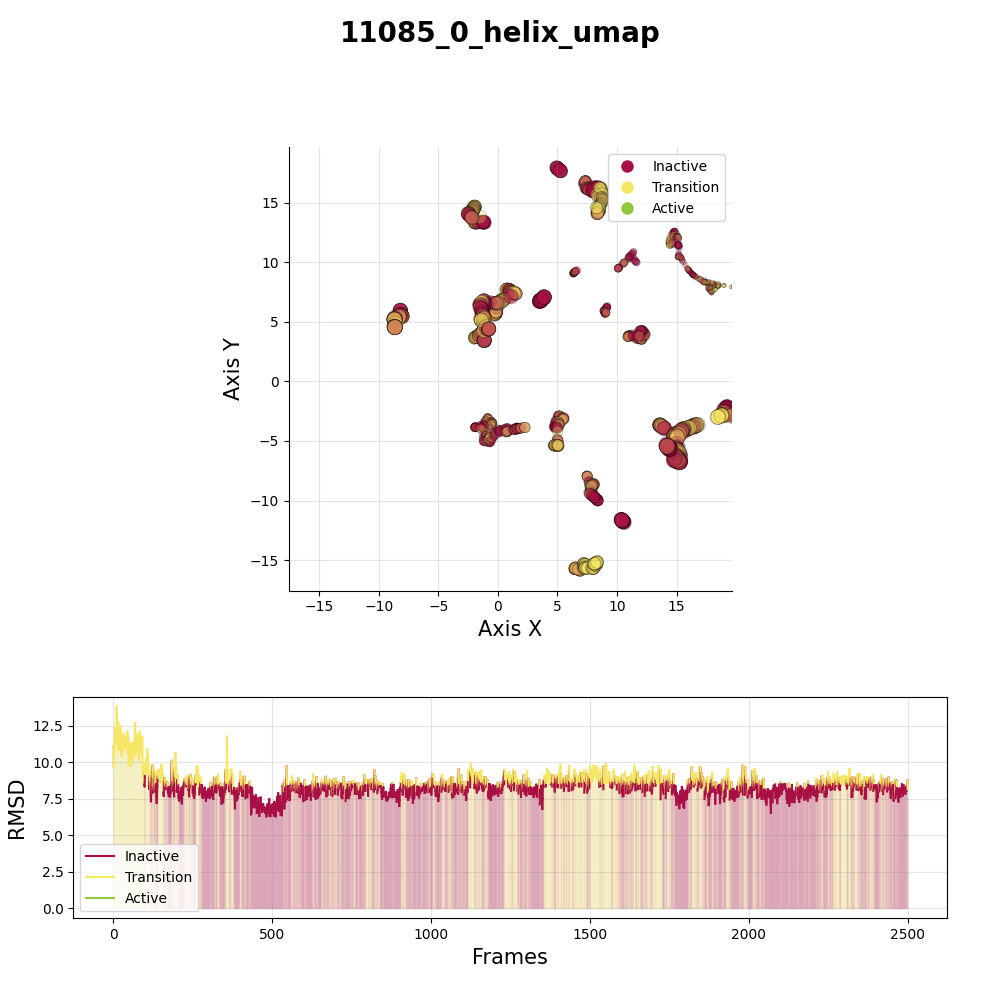 11085_0_helix_umap
Inactive
Transition
Active
15
10
5
0
−5
−10
−15
Axis Y
−15 −10 −5 0 5 10 15
Axis X
12.5
10.0
7.5
5.0
2.5
0.0
RMSD
Inactive
Transition
Active
0 500 1000 1500 2000 2500
Frames